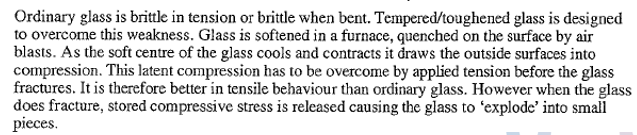 Ordinary glass is brittle in tension or brittle when bent. Tempered/toughened glass is designed
to overcome this weakness. Glass is softened in a furnace, quenched on the surface by air
blasts. As the soft centre of the glass cools and contracts it draws the outside surfaces into
compression. This latent compression has to be overcome by applied tension before the glass
fractures. It is therefore better in tensile behaviour than ordinary glass. However when the glass
does fracture, stored compressive stress is released causing the glass to ‘explode’ into small
pieces.